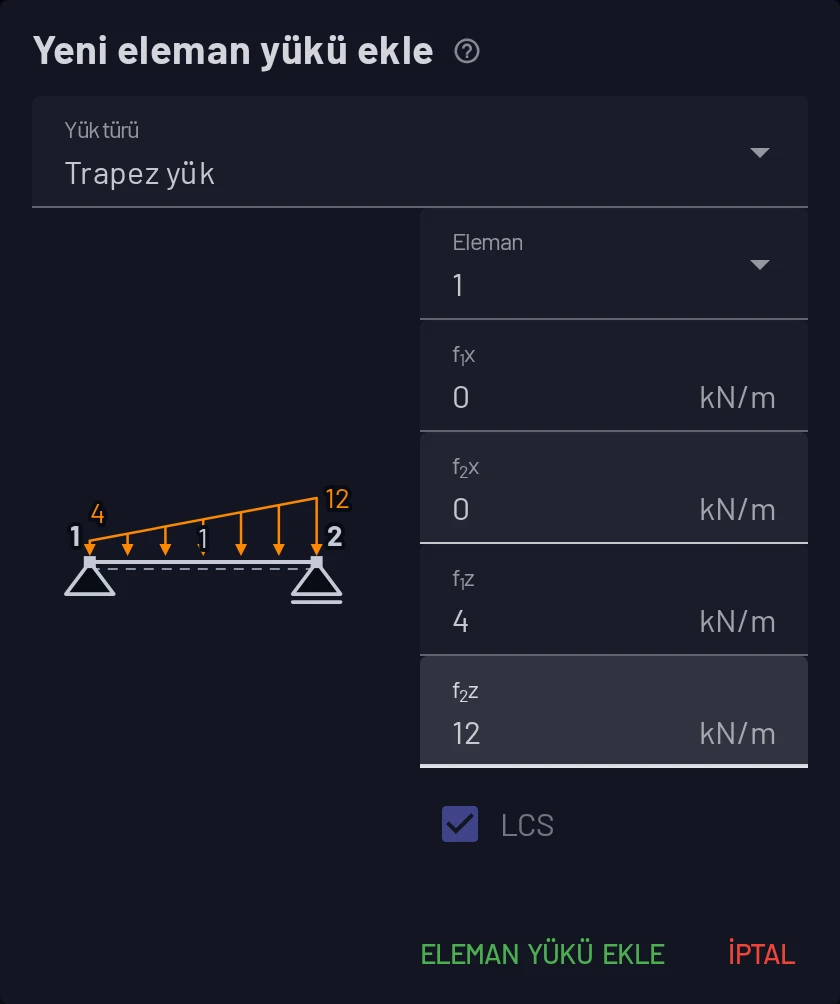 Yeni eleman yükü ekle ?
Yük türü
Trapez yük
Eleman
1
f₁x
0 kN/m
f₂x
0 kN/m
f₁z
4 kN/m
f₂z
12 kN/m
4
12
1
1
2
LCS
ELEMAN YÜKÜ EKLE
İPTAL